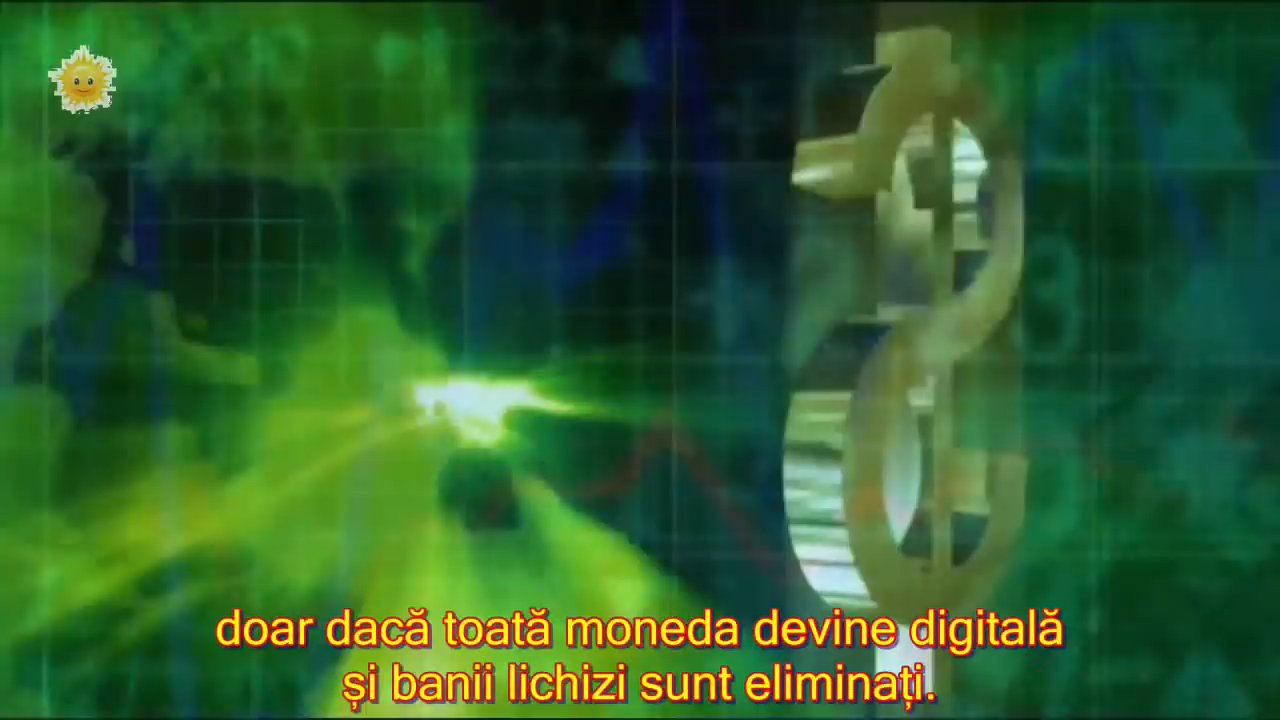 doar dacă toată moneda devine digitală
și banii lichizi sunt eliminați.